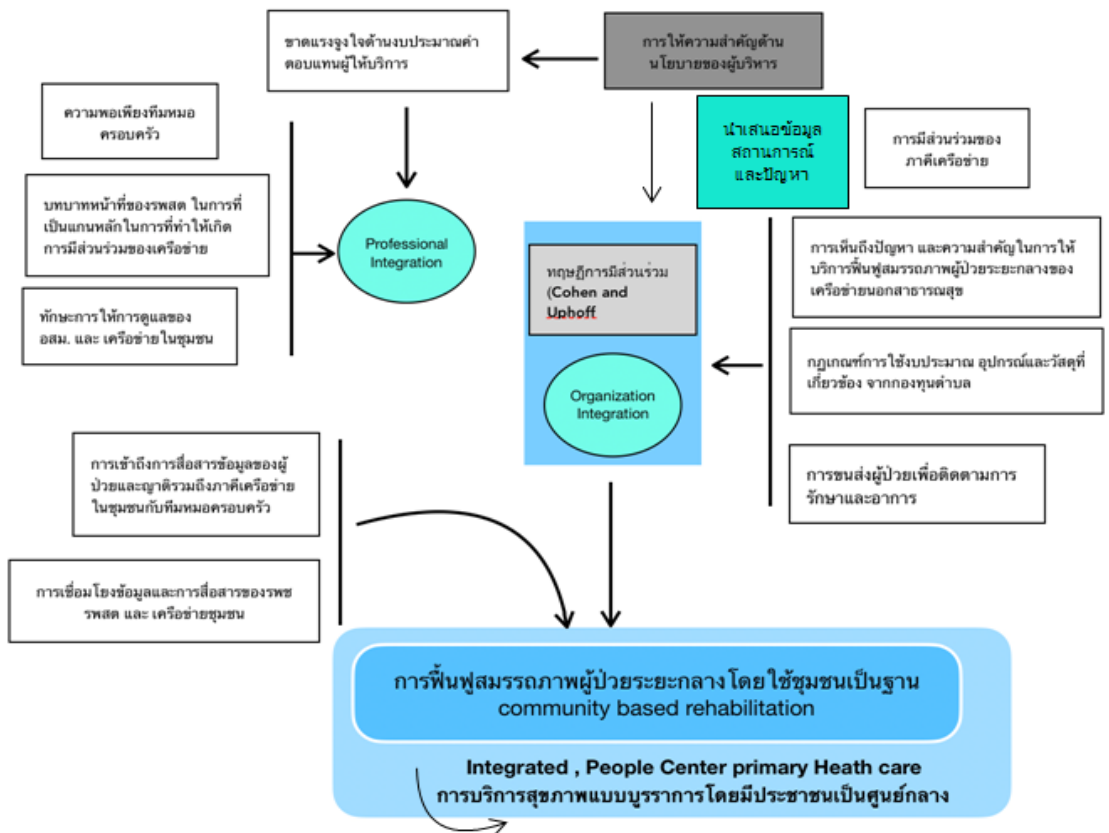 ขาดแรงจูงใจด้านงบประมาณค่า
ตอบแทนผู้ให้บริการ
การให้ความสำคัญด้าน
นโยบายของผู้บริหาร
ความพอเพียงทีมหมอ
ครอบครัว
นำเสนอข้อมูล
สถานการณ์
และปัญหา
การมีส่วนร่วมของ
ภาคีเครือข่าย
บทบาทหน้าที่ของรพสต ในการที่
เป็นแกนหลักในการที่ทำให้เกิด
การมีส่วนร่วมของเครือข่าย
Professional
Integration
ทฤษฎีการมีส่วนร่วม
(Cohen and
Uphoff
การเห็นถึงปัญหา และความสำคัญในการให้
บริการฟื้นฟูสมรรถภาพผู้ป่วยระยะกลางของ
เครือข่ายนอกสาธารณสุข
ทักษะการให้การดูแลของ
อสม. และ เครือข่ายในชุมชน
กฎเกณฑ์การใช้งบประมาณ อุปกรณ์และวัสดุที่
เกี่ยวข้อง จากกองทุนตำบล
Organization
Integration
การเข้าถึงการสื่อสารข้อมูลของผู้
ป่วยและญาติรวมถึงภาคีเครือข่าย
ในชุมชนกับทีมหมอครอบครัว
การขนส่งผู้ป่วยเพื่อติดตามการ
รักษาและอาการ
การเชื่อมโยงข้อมูลและการสื่อสารของรพช
รพสต และ เครือข่ายชุมชน
การฟื้นฟูสมรรถภาพผู้ป่วยระยะกลางโดยใช้ชุมชนเป็นฐาน
community based rehabilitation
Integrated , People Center primary Heath care
การบริการสุขภาพแบบบูรราการโดยมีประชาชนเป็นศูนย์กลาง